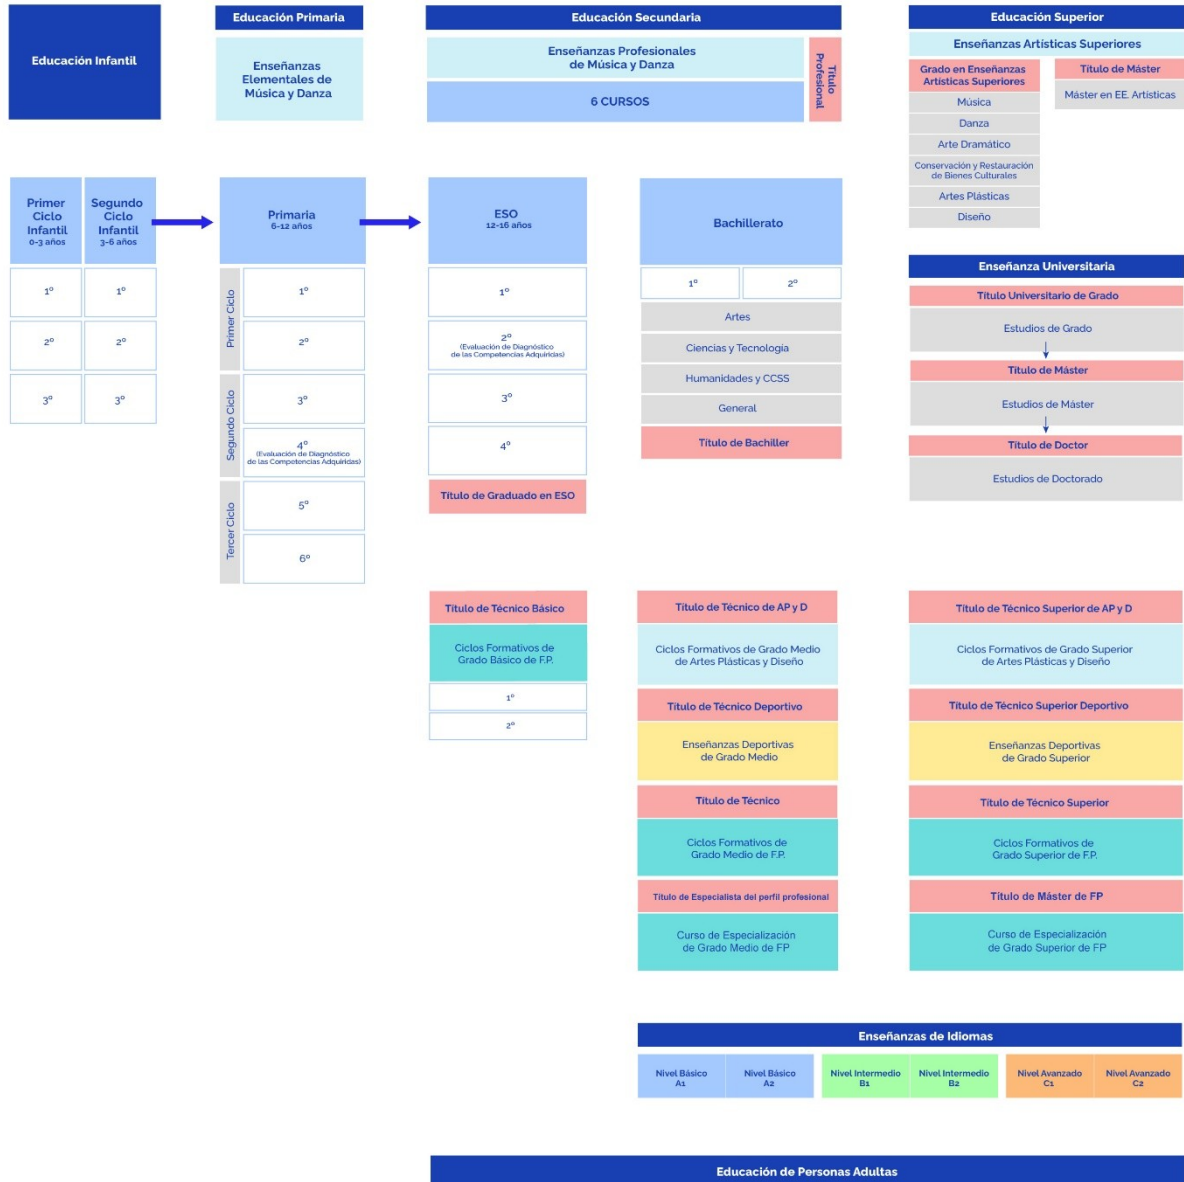 Educación Infantil
Educación Primaria
Enseñanzas
Elementales de
Música y Danza
Educación Secundaria
Enseñanzas Profesionales
de Música y Danza
6 CURSOS
Título
Profesional
Educación Superior
Enseñanzas Artísticas Superiores
Grado en Enseñanzas
Artísticas Superiores
Música
Danza
Arte Dramático
Conservación y Restauración
de Bienes Culturales
Artes Plásticas
Diseño
Título de Máster
Máster en EE. Artísticas
Primer
Ciclo
Infantil
0-3 años
1º
2º
3º
Segundo
Ciclo
Infantil
3-6 años
1º
2º
3º
Primaria
6-12 años
Primer Ciclo
1º
2º
Segundo Ciclo
3º
4º
(Evaluación de Diagnóstico
de las Competencias Adquiridas)
Tercer Ciclo
5º
6º
ESO
12-16 años
1º
2º
(Evaluación de Diagnóstico
de las Competencias Adquiridas)
3º
4º
Título de Graduado en ESO
Bachillerato
1º
2º
Artes
Ciencias y Tecnología
Humanidades y CCSS
General
Título de Bachiller
Enseñanza Universitaria
Título Universitario de Grado
Estudios de Grado
Título de Máster
Estudios de Máster
Título de Doctor
Estudios de Doctorado
Título de Técnico Básico
Ciclos Formativos de
Grado Básico de F.P.
1º
2º
Título de Técnico de AP y D
Ciclos Formativos de Grado Medio
de Artes Plásticas y Diseño
Título de Técnico Deportivo
Enseñanzas Deportivas
de Grado Medio
Título de Técnico
Ciclos Formativos de
Grado Medio de F.P.
Título de Especialista del perfil profesional
Curso de Especialización
de Grado Medio de FP
Título de Técnico Superior de AP y D
Ciclos Formativos de Grado Superior
de Artes Plásticas y Diseño
Título de Técnico Superior Deportivo
Enseñanzas Deportivas
de Grado Superior
Título de Técnico Superior
Ciclos Formativos de
Grado Superior de F.P.
Título de Máster de FP
Curso de Especialización
de Grado Superior de FP
Enseñanzas de Idiomas
Nivel Básico
A1
Nivel Básico
A2
Nivel Intermedio
B1
Nivel Intermedio
B2
Nivel Avanzado
C1
Nivel Avanzado
C2
Educación de Personas Adultas